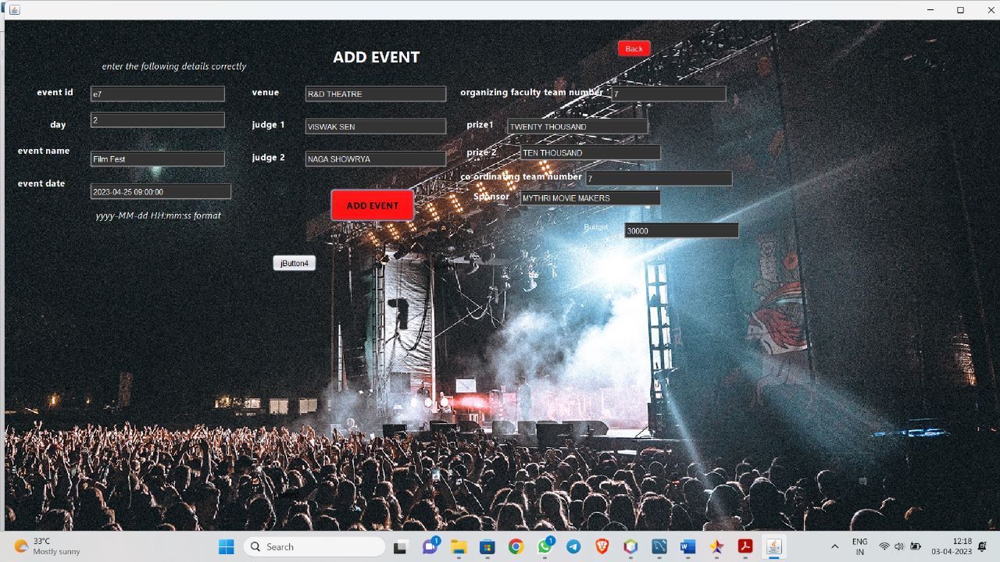 ADD EVENT
Back
enter the following details correctly
event id
e7
venue
R&D THEATRE
organizing faculty team number
7
day
2
judge 1
VISWAK SEN
prize1
TWENTY THOUSAND
event name
Film Fest
judge 2
NAGA SHOWRYA
prize 2
TEN THOUSAND
co ordinating team number
7
event date
2023-04-25 09:00:00
Sponsor
MYTHRI MOVIE MAKERS
yyyy-MM-dd HH:mm:ss format
ADD EVENT
Budget
30000
jButton4
33°C
Mostly sunny
Search
1
1
ENG
IN
12:18
03-04-2023